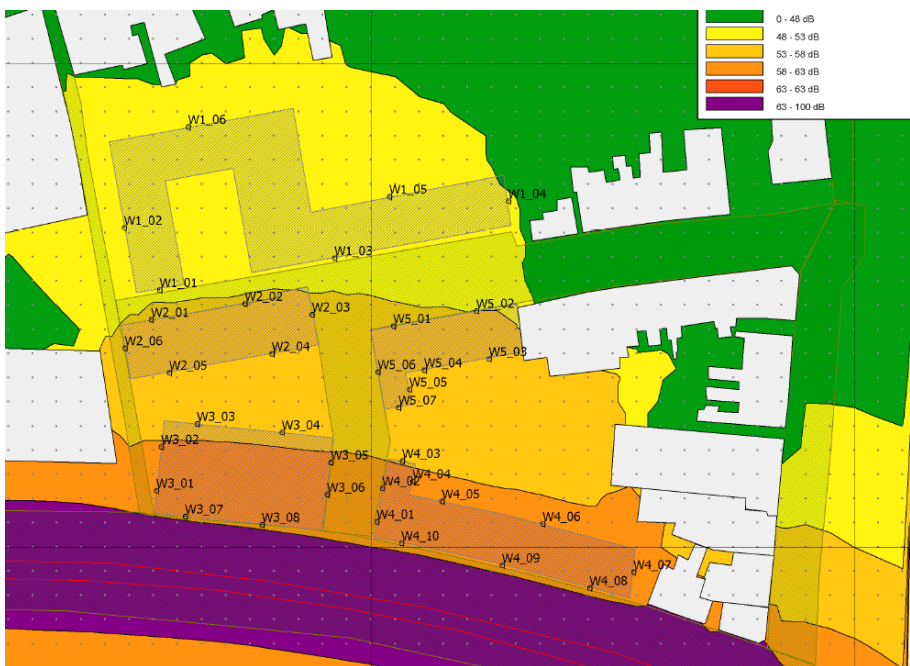 0 - 48 dB
48 - 53 dB
53 - 58 dB
58 - 63 dB
63 - 63 dB
63 - 100 dB
W1_06
W1_05
W1_04
W1_02
W1_03
W1_01
W2_02
W5_02
W2_03
W2_01
W5_01
W2_06
W2_04
W5_03
W5_04
W2_05
W5_06
W5_05
W5_07
W3_03
W3_04
W3_02
W4_03
W3_05
W4_04
W4_02
W3_01
W3_06
W4_05
W3_07
W4_01
W4_06
W3_08
W4_10
W4_09
W4_07
W4_08